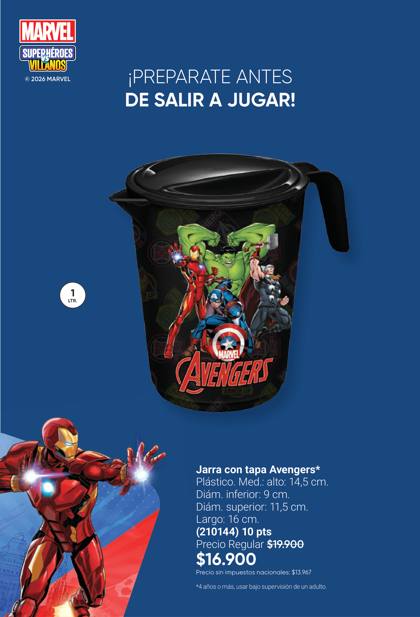 MARVEL
SUPERHÉROES
VS
VILLANOS
© 2026 MARVEL
¡PREPARATE ANTES
DE SALIR A JUGAR!
1
LTR.
MARVEL
AVENGERS
Jarra con tapa Avengers*
Plástico. Med.: alto: 14,5 cm.
Diám. inferior: 9 cm.
Diám. superior: 11,5 cm.
Largo: 16 cm.
(210144) 10 pts
Precio Regular $19.900
$16.900
Precio sin impuestos nacionales: $13.967
*4 años o más, usar bajo supervisión de un adulto.